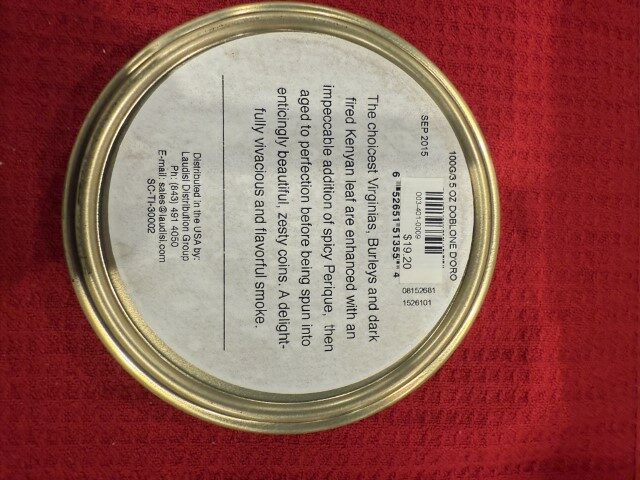 100G3 5 OZ DOBLONE D'ORO
SEP 2015
003-401-0009
$19.20
6 52651 51355 4
08152681
1526101
The choicest Virginias, Burleys and dark
fired Kenyan leaf are enhanced with an
impeccable addition of spicy Perique, then
aged to perfection before being spun into
enticingly beautiful, zesty coins. A delight-
fully vivacious and flavorful smoke.
Distributed in the USA by:
Laudisi Distribution Group
Ph: (843) 491 4050
E-mail: sales@laudisi.com
SC-TI-30002